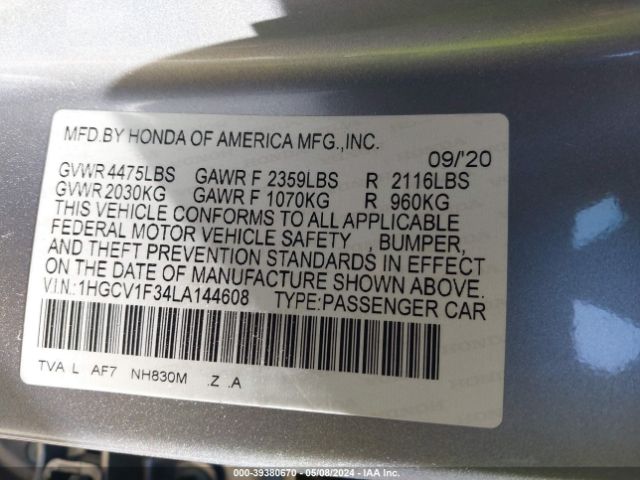 MFD.BY HONDA OF AMERICA MFG.,INC.
09/'20
GVWR 4475LBS GAWR F 2359LBS R 2116LBS
GVWR 2030KG GAWR F 1070KG R 960KG
THIS VEHICLE CONFORMS TO ALL APPLICABLE
FEDERAL MOTOR VEHICLE SAFETY , BUMPER,
AND THEFT PREVENTION STANDARDS IN EFFECT
ON THE DATE OF MANUFACTURE SHOWN ABOVE.
V.I.N.:1HGCV1F34LA144608 TYPE:PASSENGER CAR
TVA L AF7 NH830M .Z .A
000-39380670 - 05/08/2024 - IAA Inc.